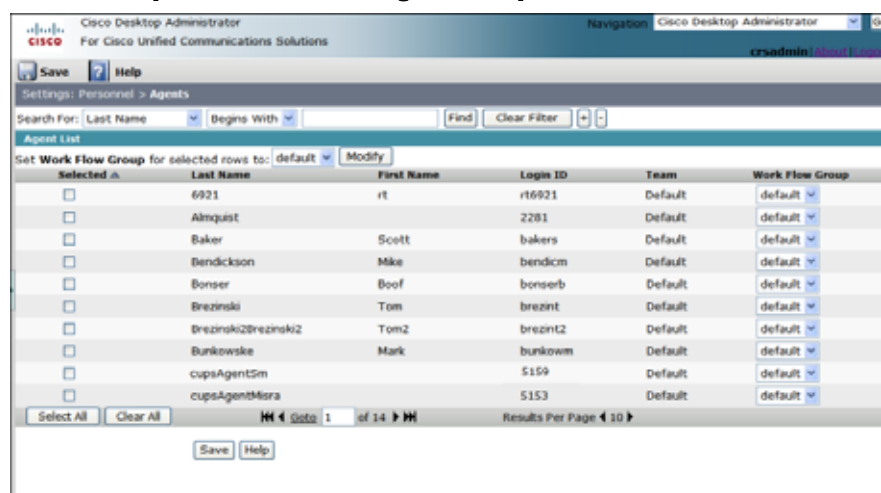 Cisco Desktop Administrator Navigation Cisco Desktop Administrator
CISCO For Cisco Unified Communications Solutions
crsadmin | About | Logo
Save ? Help
Settings: Personnel > Agents
Search For: Last Name Begins With Find Clear Filter + -
Agent List
Set Work Flow Group for selected rows to: default Modify
Selected Last Name First Name Login ID Team Work Flow Group
6921 rt rt6921 Default default
Almquist 2281 Default default
Baker Scott bakers Default default
Bendickson Mike bendicm Default default
Bonser Boof bonserb Default default
Brezinski Tom brezint Default default
Brezinski2Brezinski2 Tom2 brezint2 Default default
Bunkowske Mark bunkowm Default default
cupsAgentSm 5159 Default default
cupsAgentMisra 5153 Default default
Select All Clear All Goto 1 of 14 Results Per Page 10
Save Help